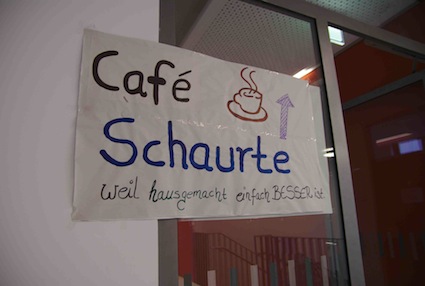 Café
Schaurte
weil hausgemacht einfach BESSER ist